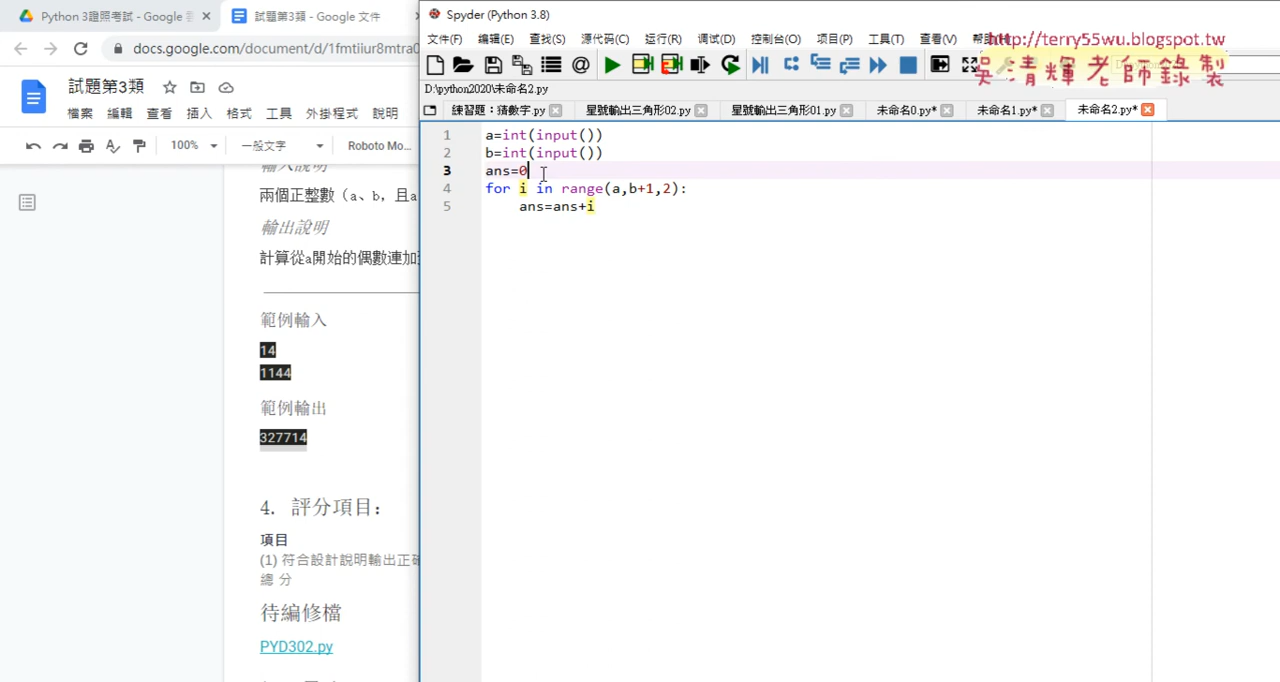 Python 3證照考試 - Google 雲
試題第3類 - Google 文件
docs.google.com/document/d/1fmtiiur8mtra0
試題第3類
檔案 編輯 查看 插入 格式 工具 外掛程式 說明
100% 一般文字 Roboto Mo...
輸入說明
兩個正整數（a、b，且a
輸出說明
計算從a開始的偶數連加
範例輸入
14
1144
範例輸出
327714
4. 評分項目：
項目
(1) 符合設計說明輸出正確
總 分
待編修檔
PYD302.py
Spyder (Python 3.8)
文件(F) 编辑(E) 查找(S) 源代码(C) 运行(R) 调试(D) 控制台(O) 项目(P) 工具(T) 查看(V) 帮助(H)
http://terry55wu.blogspot.tw
吳清輝老師錄製
D:\python2020\未命名2.py
練習題：猜數字.py 星號輸出三角形02.py 星號輸出三角形01.py 未命名0.py* 未命名1.py* 未命名2.py*
1 a=int(input())
2 b=int(input())
3 ans=0
4 for i in range(a,b+1,2):
5 ans=ans+i